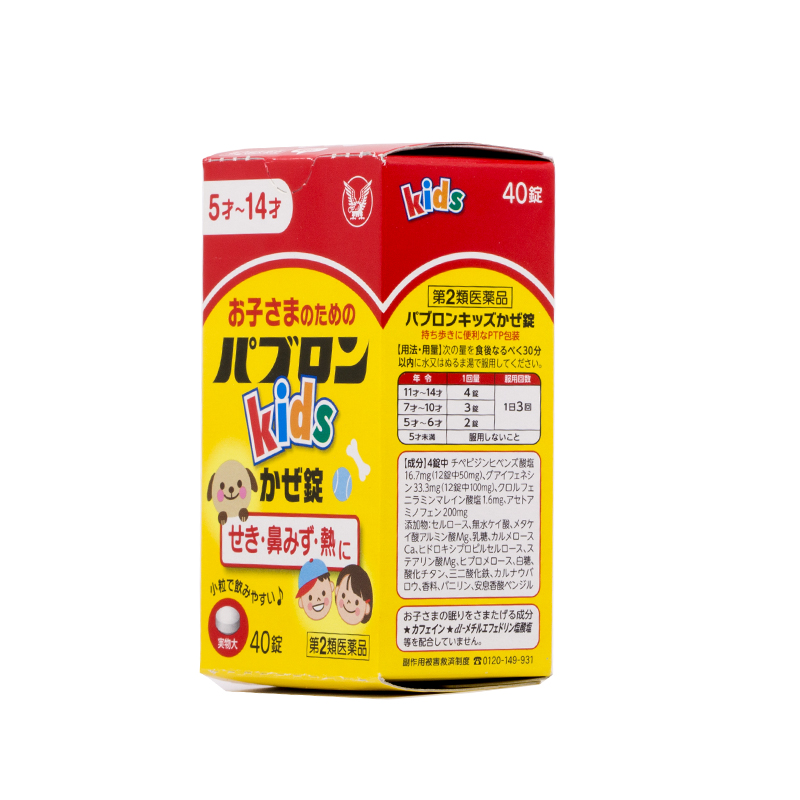 5才〜14才
お子さまのための
パブロン
kids
かぜ錠
せき・鼻みず・熱に
小粒で飲みやすい♪
実物大
40錠
第2類医薬品
kids
40錠
第2類医薬品
パブロンキッズかぜ錠
持ち歩きに便利なPTP包装
【用法・用量】次の量を食後なるべく30分
以内に水又はぬるま湯で服用してください。
年令 1回量 服用回数
11才〜14才 4錠 1日3回
7才〜10才 3錠
5才〜6才 2錠
5才未満 服用しないこと
【成分】4錠中 チペピジンヒベンズ酸塩
16.7mg(12錠中50mg)、グアイフェネシ
ン33.3mg(12錠中100mg)、クロルフェ
ニラミンマレイン酸塩1.6mg、アセトア
ミノフェン200mg
添加物:セルロース、無水ケイ酸、メタケ
イ酸アルミン酸Mg、乳糖、カルメロース
Ca、ヒドロキシプロピルセルロース、ス
テアリン酸Mg、ヒプロメロース、白糖、
酸化チタン、三二酸化鉄、カルナウバ
ロウ、香料、バニリン、安息香酸ベンジル
お子さまの眠りをさまたげる成分
★カフェイン★dl-メチルエフェドリン塩酸塩
等を配合していません。
副作用被害救済制度 ☎0120-149-931